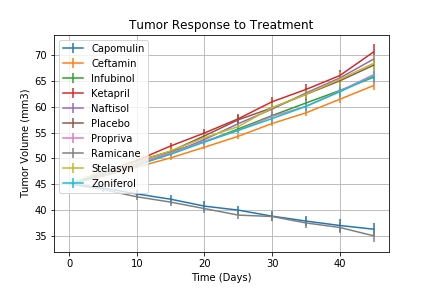 Tumor Response to Treatment
Tumor Volume (mm3)
70
65
60
55
50
45
40
35
Capomulin
Ceftamin
Infubinol
Ketapril
Naftisol
Placebo
Propriva
Ramicane
Stelasyn
Zoniferol
0 10 20 30 40
Time (Days)